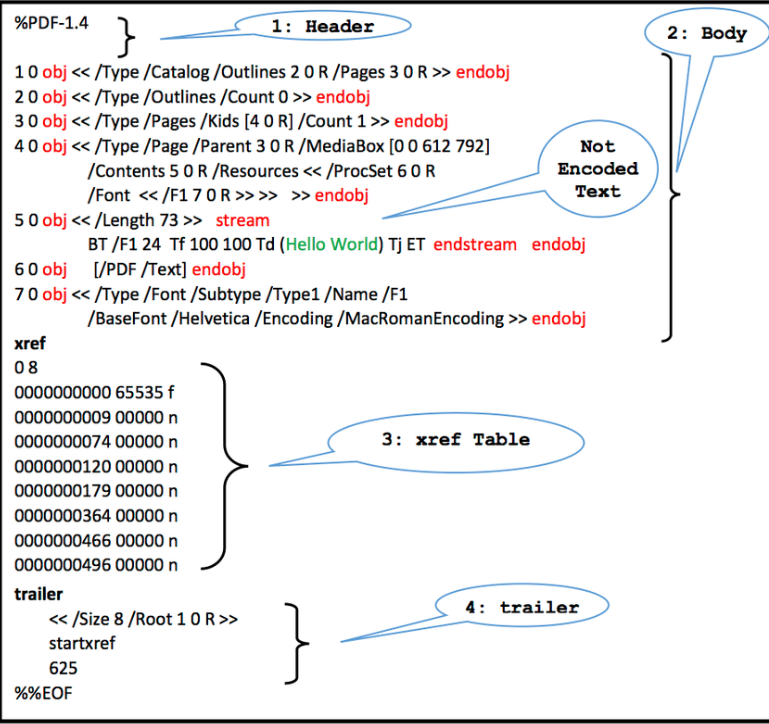 %PDF-1.4
1: Header
2: Body
1 0 obj << /Type /Catalog /Outlines 2 0 R /Pages 3 0 R >> endobj
2 0 obj << /Type /Outlines /Count 0 >> endobj
3 0 obj << /Type /Pages /Kids [4 0 R] /Count 1 >> endobj
4 0 obj << /Type /Page /Parent 3 0 R /MediaBox [0 0 612 792]
/Contents 5 0 R /Resources << /ProcSet 6 0 R
/Font << /F1 7 0 R >> >> >> endobj
Not
Encoded
Text
5 0 obj << /Length 73 >> stream
BT /F1 24 Tf 100 100 Td (Hello World) Tj ET endstream endobj
6 0 obj [/PDF /Text] endobj
7 0 obj << /Type /Font /Subtype /Type1 /Name /F1
/BaseFont /Helvetica /Encoding /MacRomanEncoding >> endobj
xref
0 8
0000000000 65535 f
0000000009 00000 n
0000000074 00000 n
0000000120 00000 n
0000000179 00000 n
0000000364 00000 n
0000000466 00000 n
0000000496 00000 n
3: xref Table
trailer
<< /Size 8 /Root 1 0 R >>
startxref
625
%%EOF
4: trailer